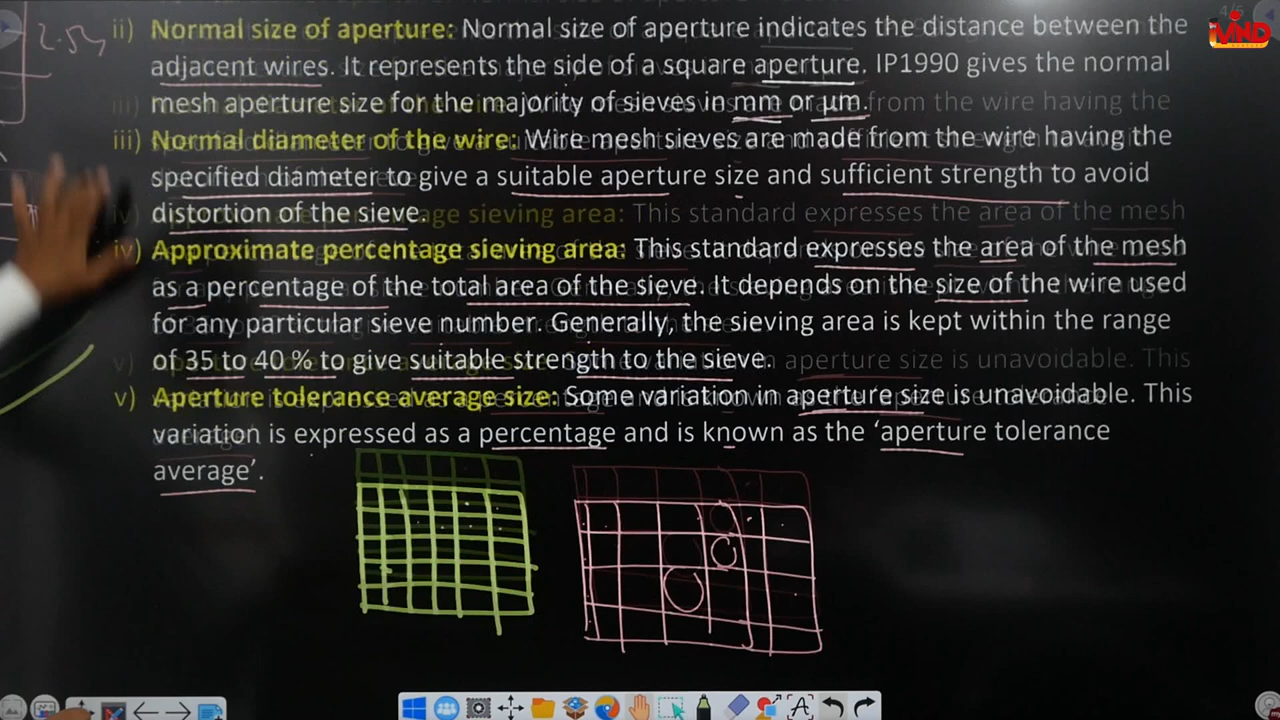 2.54
4/5
MND
ii) Normal size of aperture: Normal size of aperture indicates the distance between the
adjacent wires. It represents the side of a square aperture. IP1990 gives the normal
mesh aperture size for the majority of sieves in mm or µm.
iii) Normal diameter of the wire: Wire mesh sieves are made from the wire having the
specified diameter to give a suitable aperture size and sufficient strength to avoid
distortion of the sieve.
iv) Approximate percentage sieving area: This standard expresses the area of the mesh
as a percentage of the total area of the sieve. It depends on the size of the wire used
for any particular sieve number. Generally, the sieving area is kept within the range
of 35 to 40 % to give suitable strength to the sieve.
v) Aperture tolerance average size: Some variation in aperture size is unavoidable. This
variation is expressed as a percentage and is known as the ‘aperture tolerance
average’.